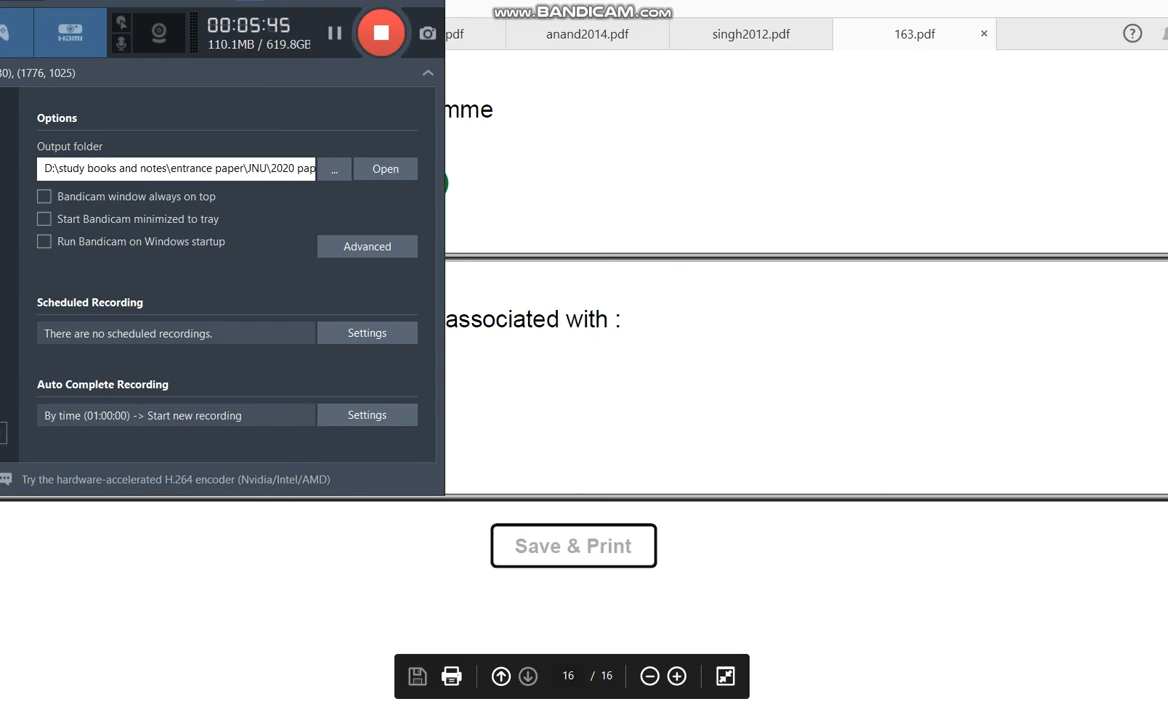 www.BANDICAM.com
HDMI
00:05:45
110.1MB / 619.8GB
pdf
anand2014.pdf
singh2012.pdf
163.pdf
×
?
30), (1776, 1025)
Options
Output folder
D:\study books and notes\entrance paper\JNU\2020 pap
...
Open
Bandicam window always on top
Start Bandicam minimized to tray
Run Bandicam on Windows startup
Advanced
Scheduled Recording
There are no scheduled recordings.
Settings
Auto Complete Recording
By time (01:00:00) -> Start new recording
Settings
Try the hardware-accelerated H.264 encoder (Nvidia/Intel/AMD)
mme
associated with :
Save & Print
16 / 16